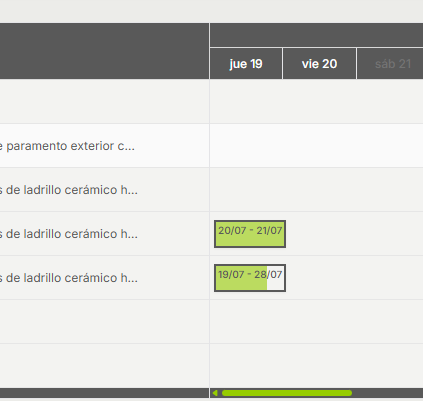 jue 19 vie 20 sáb 21
e paramento exterior c...
s de ladrillo cerámico h...
s de ladrillo cerámico h... 20/07 - 21/07
s de ladrillo cerámico h... 19/07 - 28/07